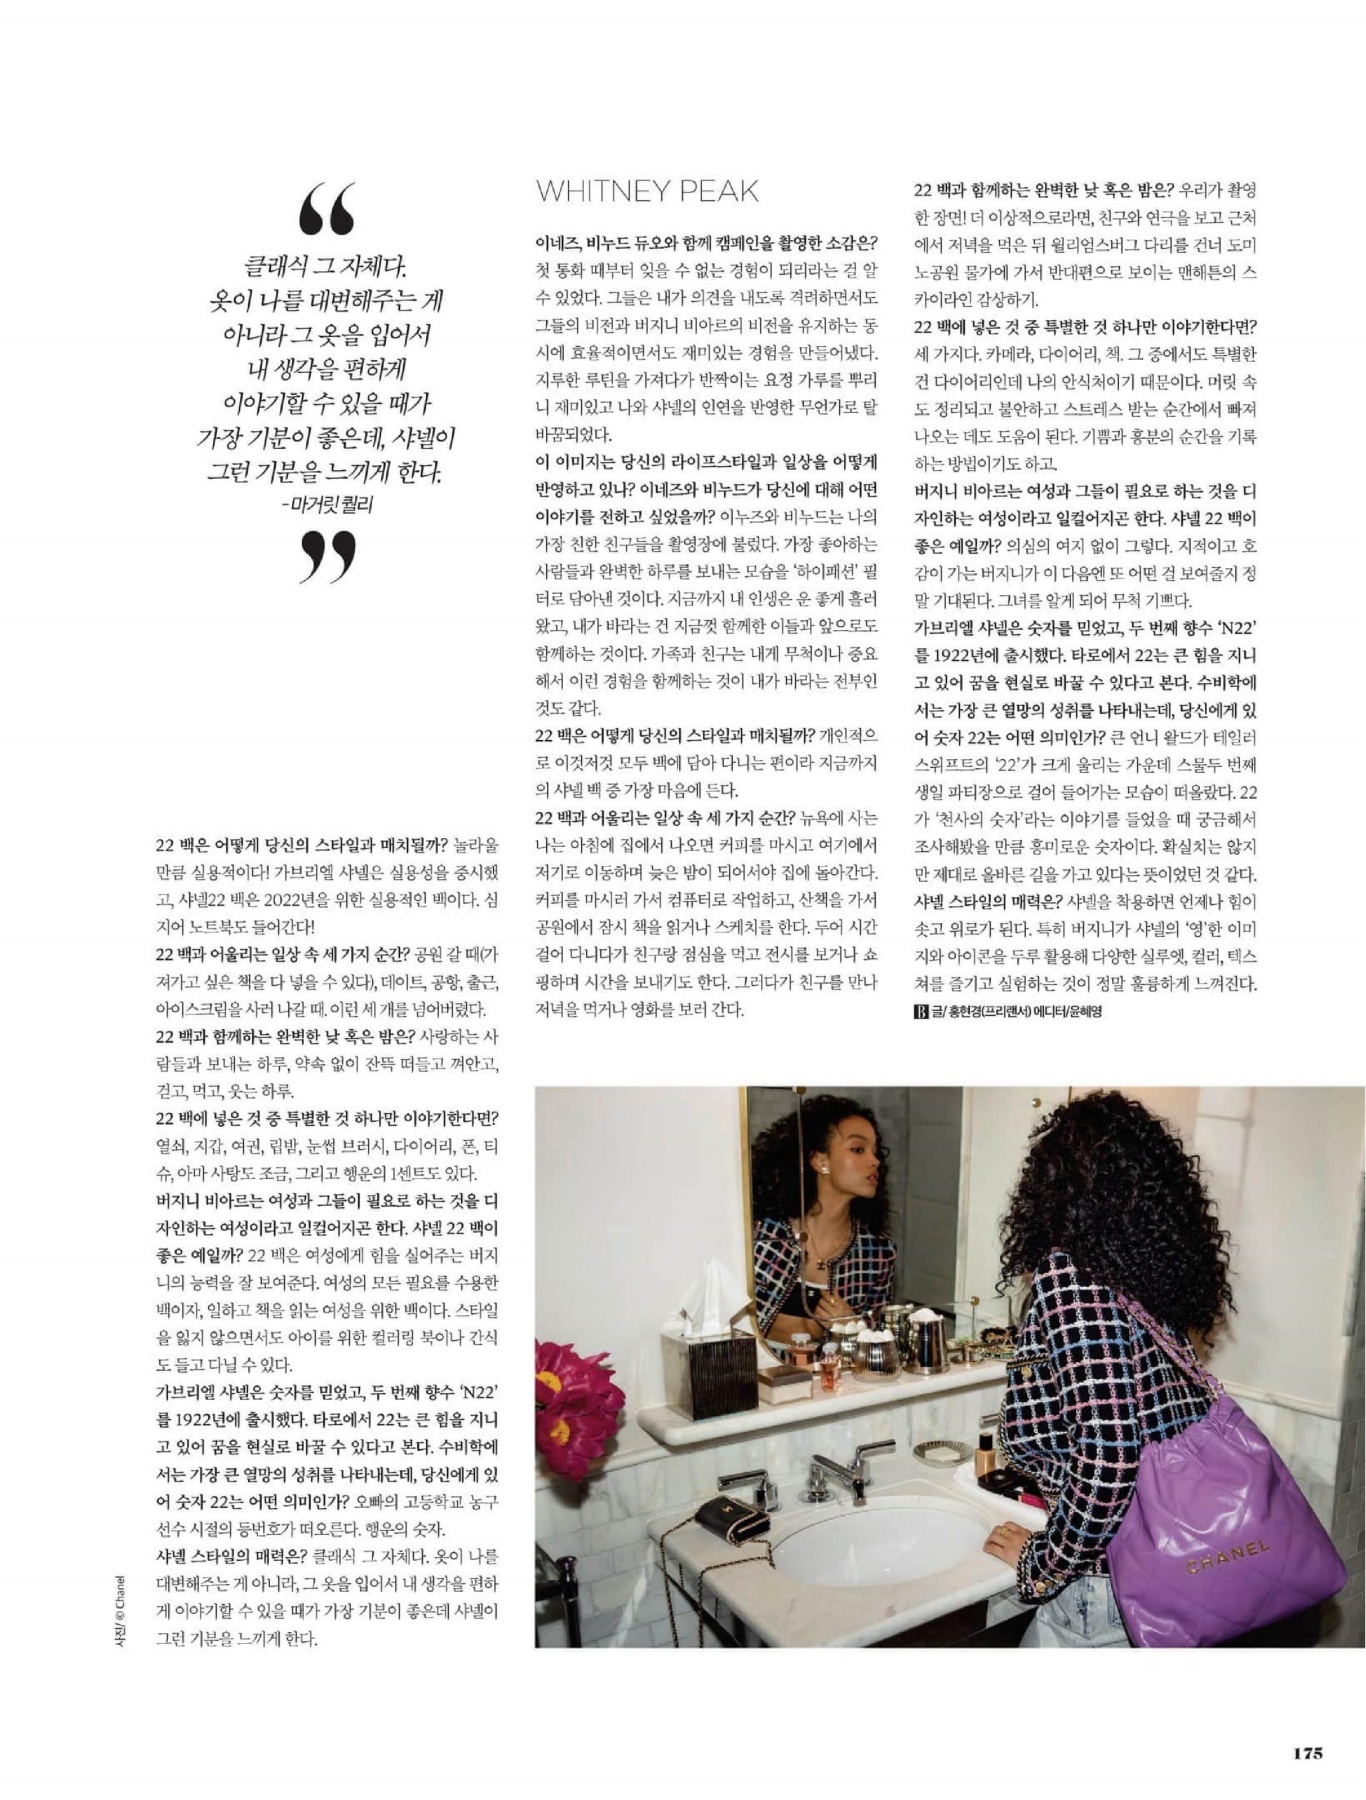 “
클래식 그 자체다.
옷이 나를 대변해주는 게
아니라 그 옷을 입어서
내 생각을 편하게
이야기할 수 있을 때가
가장 기분이 좋은데, 샤넬이
그런 기분을 느끼게 한다.
-마거릿 퀄리
”
22 백은 어떻게 당신의 스타일과 매치될까? 놀라울
만큼 실용적이다! 가브리엘 샤넬은 실용성을 중시했
고, 샤넬22 백은 2022년을 위한 실용적인 백이다. 심
지어 노트북도 들어간다!
22 백과 어울리는 일상 속 세 가지 순간? 공원 갈 때(가
져가고 싶은 책을 다 넣을 수 있다), 데이트, 공항, 출근,
아이스크림을 사러 나갈 때. 이런 세 개를 넘어버렸다.
22 백과 함께하는 완벽한 낮 혹은 밤은? 사랑하는 사
람들과 보내는 하루, 약속 없이 잔뜩 떠들고 껴안고,
걷고, 먹고, 웃는 하루.
22 백에 넣은 것 중 특별한 것 하나만 이야기한다면?
열쇠, 지갑, 여권, 립밤, 눈썹 브러시, 다이어리, 폰, 티
슈, 아마 사탕도 조금, 그리고 행운의 1센트도 있다.
버지니 비아르는 여성과 그들이 필요로 하는 것을 디
자인하는 여성이라고 일컬어지곤 한다. 샤넬 22 백이
좋은 예일까? 22 백은 여성에게 힘을 실어주는 버지
니의 능력을 잘 보여준다. 여성의 모든 필요를 수용한
백이자, 일하고 책을 읽는 여성을 위한 백이다. 스타일
을 잃지 않으면서도 아이를 위한 컬러링 북이나 간식
도 들고 다닐 수 있다.
가브리엘 샤넬은 숫자를 믿었고, 두 번째 향수 ‘N22’
를 1922년에 출시했다. 타로에서 22는 큰 힘을 지니
고 있어 꿈을 현실로 바꿀 수 있다고 본다. 수비학에
서는 가장 큰 열망의 성취를 나타내는데, 당신에게 있
어 숫자 22는 어떤 의미인가? 오빠의 고등학교 농구
선수 시절의 등번호가 떠오른다. 행운의 숫자.
샤넬 스타일의 매력은? 클래식 그 자체다. 옷이 나를
대변해주는 게 아니라, 그 옷을 입어서 내 생각을 편하
게 이야기할 수 있을 때가 가장 기분이 좋은데 샤넬이
그런 기분을 느끼게 한다.
사진/ © Chanel
WHITNEY PEAK
이네즈, 비누드 듀오와 함께 캠페인을 촬영한 소감은?
첫 통화 때부터 잊을 수 없는 경험이 되리라는 걸 알
수 있었다. 그들은 내가 의견을 내도록 격려하면서도
그들의 비전과 버지니 비아르의 비전을 유지하는 동
시에 효율적이면서도 재미있는 경험을 만들어냈다.
지루한 루틴을 가져다가 반짝이는 요정 가루를 뿌리
니 재미있고 나와 샤넬의 인연을 반영한 무언가로 탈
바꿈되었다.
이 이미지는 당신의 라이프스타일과 일상을 어떻게
반영하고 있나? 이네즈와 비누드가 당신에 대해 어떤
이야기를 전하고 싶었을까? 이누즈와 비누드는 나의
가장 친한 친구들을 촬영장에 불렀다. 가장 좋아하는
사람들과 완벽한 하루를 보내는 모습을 ‘하이패션’ 필
터로 담아낸 것이다. 지금까지 내 인생은 운 좋게 흘러
왔고, 내가 바라는 건 지금껏 함께한 이들과 앞으로도
함께하는 것이다. 가족과 친구는 내게 무척이나 중요
해서 이런 경험을 함께하는 것이 내가 바라는 전부인
것도 같다.
22 백은 어떻게 당신의 스타일과 매치될까? 개인적으
로 이것저것 모두 백에 담아 다니는 편이라 지금까지
의 샤넬 백 중 가장 마음에 든다.
22 백과 어울리는 일상 속 세 가지 순간? 뉴욕에 사는
나는 아침에 집에서 나오면 커피를 마시고 여기에서
저기로 이동하며 늦은 밤이 되어서야 집에 돌아간다.
커피를 마시러 가서 컴퓨터로 작업하고, 산책을 가서
공원에서 잠시 책을 읽거나 스케치를 한다. 두어 시간
걸어 다니다가 친구랑 점심을 먹고 전시를 보거나 쇼
핑하며 시간을 보내기도 한다. 그러다가 친구를 만나
저녁을 먹거나 영화를 보러 간다.
22 백과 함께하는 완벽한 낮 혹은 밤은? 우리가 촬영
한 장면! 더 이상적으로라면, 친구와 연극을 보고 근처
에서 저녁을 먹은 뒤 윌리엄스버그 다리를 건너 도미
노공원 물가에 가서 반대편으로 보이는 맨해튼의 스
카이라인 감상하기.
22 백에 넣은 것 중 특별한 것 하나만 이야기한다면?
세 가지다. 카메라, 다이어리, 책. 그 중에서도 특별한
건 다이어리인데 나의 안식처이기 때문이다. 머릿 속
도 정리되고 불안하고 스트레스 받는 순간에서 빠져
나오는 데도 도움이 된다. 기쁨과 흥분의 순간을 기록
하는 방법이기도 하고.
버지니 비아르는 여성과 그들이 필요로 하는 것을 디
자인하는 여성이라고 일컬어지곤 한다. 샤넬 22 백이
좋은 예일까? 의심의 여지 없이 그렇다. 지적이고 호
감이 가는 버지니가 이 다음엔 또 어떤 걸 보여줄지 정
말 기대된다. 그녀를 알게 되어 무척 기쁘다.
가브리엘 샤넬은 숫자를 믿었고, 두 번째 향수 ‘N22’
를 1922년에 출시했다. 타로에서 22는 큰 힘을 지니
고 있어 꿈을 현실로 바꿀 수 있다고 본다. 수비학에
서는 가장 큰 열망의 성취를 나타내는데, 당신에게 있
어 숫자 22는 어떤 의미인가? 큰 언니 왈드가 테일러
스위프트의 ‘22’가 크게 울리는 가운데 스물두 번째
생일 파티장으로 걸어 들어가는 모습이 떠올랐다. 22
가 ‘천사의 숫자’라는 이야기를 들었을 때 궁금해서
조사해봤을 만큼 흥미로운 숫자이다. 확실치는 않지
만 제대로 올바른 길을 가고 있다는 뜻이었던 것 같다.
샤넬 스타일의 매력은? 샤넬을 착용하면 언제나 힘이
솟고 위로가 된다. 특히 버지니가 샤넬의 ‘영’한 이미
지와 아이콘을 두루 활용해 다양한 실루엣, 컬러, 텍스
쳐를 즐기고 실험하는 것이 정말 훌륭하게 느껴진다.
B 글/ 홍현경(프리랜서) 에디터/윤혜영
CHANEL
175